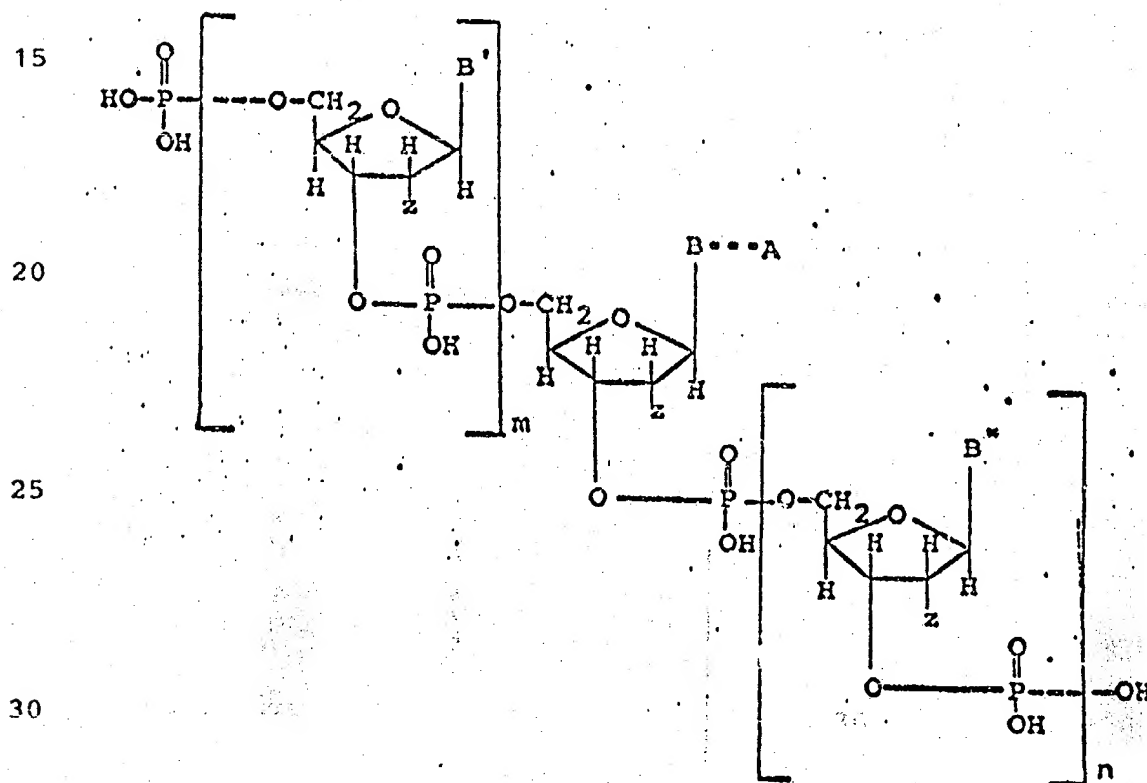 15
O B'
HO-P-O-CH2 O
OH H H
H H
z
20
O B---A
O-P-O-CH2 O
OH H H
H H
z
m
25
O B"
O-P-O-CH2 O
OH H H
H H
z
O
30
O-P-OH
OH
n